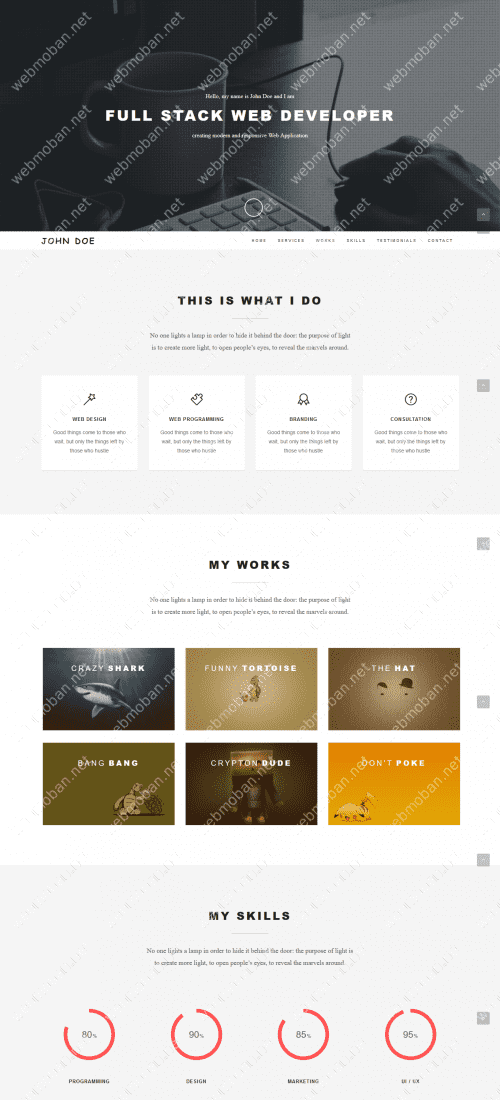 Hello, my name is John Doe and I am
FULL STACK WEB DEVELOPER
creating modern and responsive Web Application
JOHN DOE
HOME SERVICES WORKS SKILLS TESTIMONIALS CONTACT
THIS IS WHAT I DO
No one lights a lamp in order to hide it behind the door: the purpose of light
is to create more light, to open people's eyes, to reveal the marvels around.
WEB DESIGN
Good things come to those who
wait, but only the things left by
those who hustle
WEB PROGRAMMING
Good things come to those who
wait, but only the things left by
those who hustle
BRANDING
Good things come to those who
wait, but only the things left by
those who hustle
CONSULTATION
Good things come to those who
wait, but only the things left by
those who hustle
MY WORKS
No one lights a lamp in order to hide it behind the door: the purpose of light
is to create more light, to open people's eyes, to reveal the marvels around.
CRAZY SHARK
FUNNY TORTOISE
THE HAT
BANG BANG
CRYPTON DUDE
DON'T POKE
MY SKILLS
No one lights a lamp in order to hide it behind the door: the purpose of light is
to create more light, to open people's eyes, to reveal the marvels around.
80%
90%
85%
95%
PROGRAMMING
DESIGN
MARKETING
UI / UX
webmoban.net